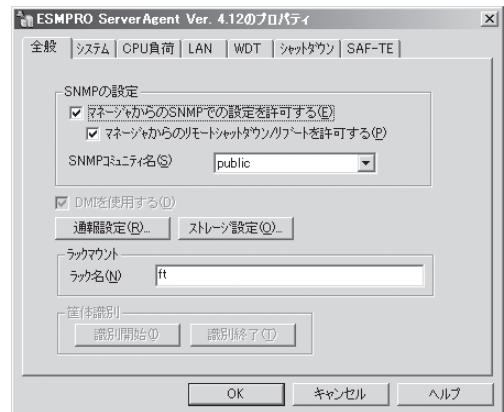 ESMPRO ServerAgent Ver. 4.12のプロパティ
全般 システム CPU負荷 LAN WDT シャットダウン SAF-TE
SNMPの設定
マネージャからのSNMPでの設定を許可する(E)
マネージャからのリモートシャットダウン/リブートを許可する(P)
SNMPコミュニティ名(S) public
DMIを使用する(D)
通報設定(R)... ストレージ設定(O)...
ラックマウント
ラック名(N) ft
筐体識別
識別開始(I) 識別終了(T)
OK キャンセル ヘルプ